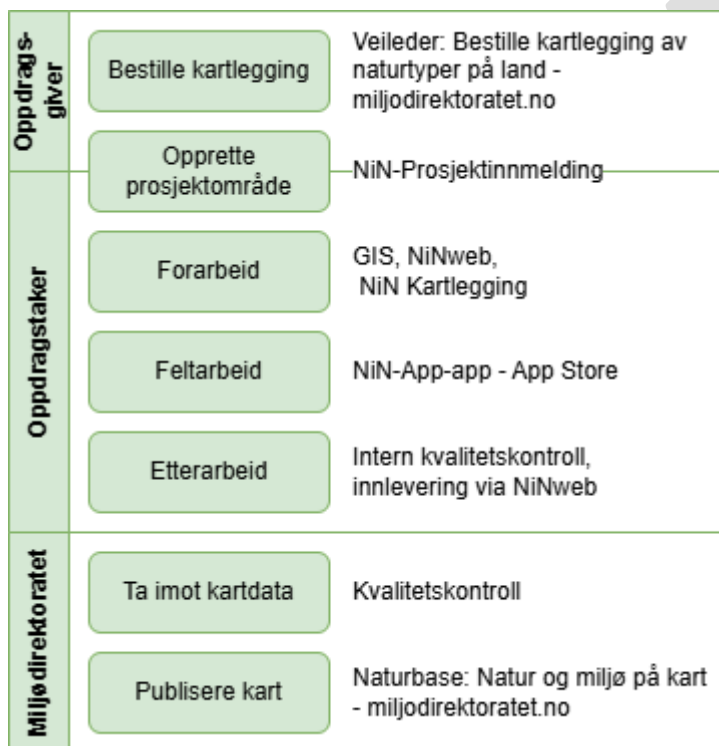 Oppdrags-
giver
Bestille kartlegging
Veileder: Bestille kartlegging av
naturtyper på land -
miljodirektoratet.no
Opprette
prosjektområde
NiN-Prosjektinnmelding
Oppdragstaker
Forarbeid
GIS, NiNweb,
NiN Kartlegging
Feltarbeid
NiN-App-app - App Store
Etterarbeid
Intern kvalitetskontroll,
innlevering via NiNweb
Miljødirektoratet
Ta imot kartdata
Kvalitetskontroll
Publisere kart
Naturbase: Natur og miljø på kart
- miljodirektoratet.no